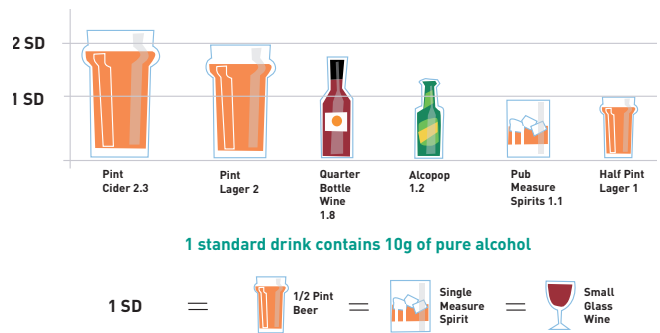 2 SD
1 SD
Pint
Cider 2.3
Pint
Lager 2
Quarter
Bottle
Wine
1.8
Alcopop
1.2
Pub
Measure
Spirits 1.1
Half Pint
Lager 1
1 standard drink contains 10g of pure alcohol
1 SD
=
1/2 Pint
Beer
=
Single
Measure
Spirit
=
Small
Glass
Wine